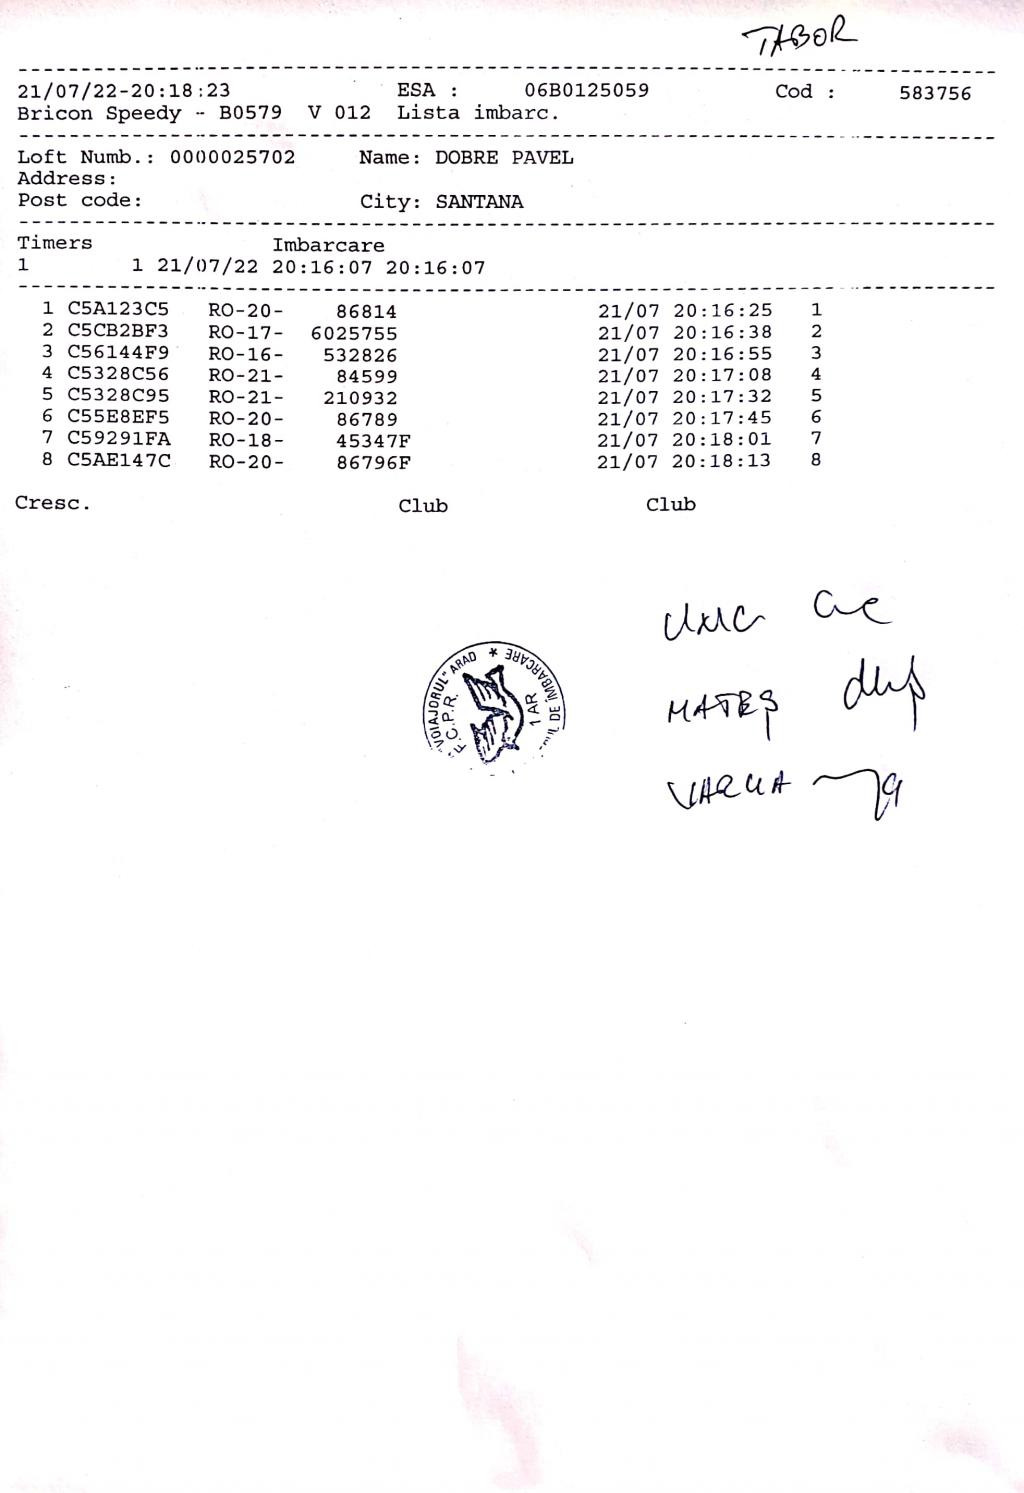 TABOR
21/07/22-20:18:23 ESA : 06B0125059 Cod : 583756
Bricon Speedy - B0579 V 012 Lista imbarc.
Loft Numb.: 0000025702 Name: DOBRE PAVEL
Address:
Post code: City: SANTANA
Timers Imbarcare
1 1 21/07/22 20:16:07 20:16:07
1 C5A123C5 RO-20- 86814 21/07 20:16:25 1
2 C5CB2BF3 RO-17- 6025755 21/07 20:16:38 2
3 C56144F9 RO-16- 532826 21/07 20:16:55 3
4 C5328C56 RO-21- 84599 21/07 20:17:08 4
5 C5328C95 RO-21- 210932 21/07 20:17:32 5
6 C55E8EF5 RO-20- 86789 21/07 20:17:45 6
7 C59291FA RO-18- 45347F 21/07 20:18:01 7
8 C5AE147C RO-20- 86796F 21/07 20:18:13 8
Cresc. Club Club
"VOIAJORUL" ARAD * DE ÎMBARCARE
F.C.P.R.
1 AR
MATEȘ